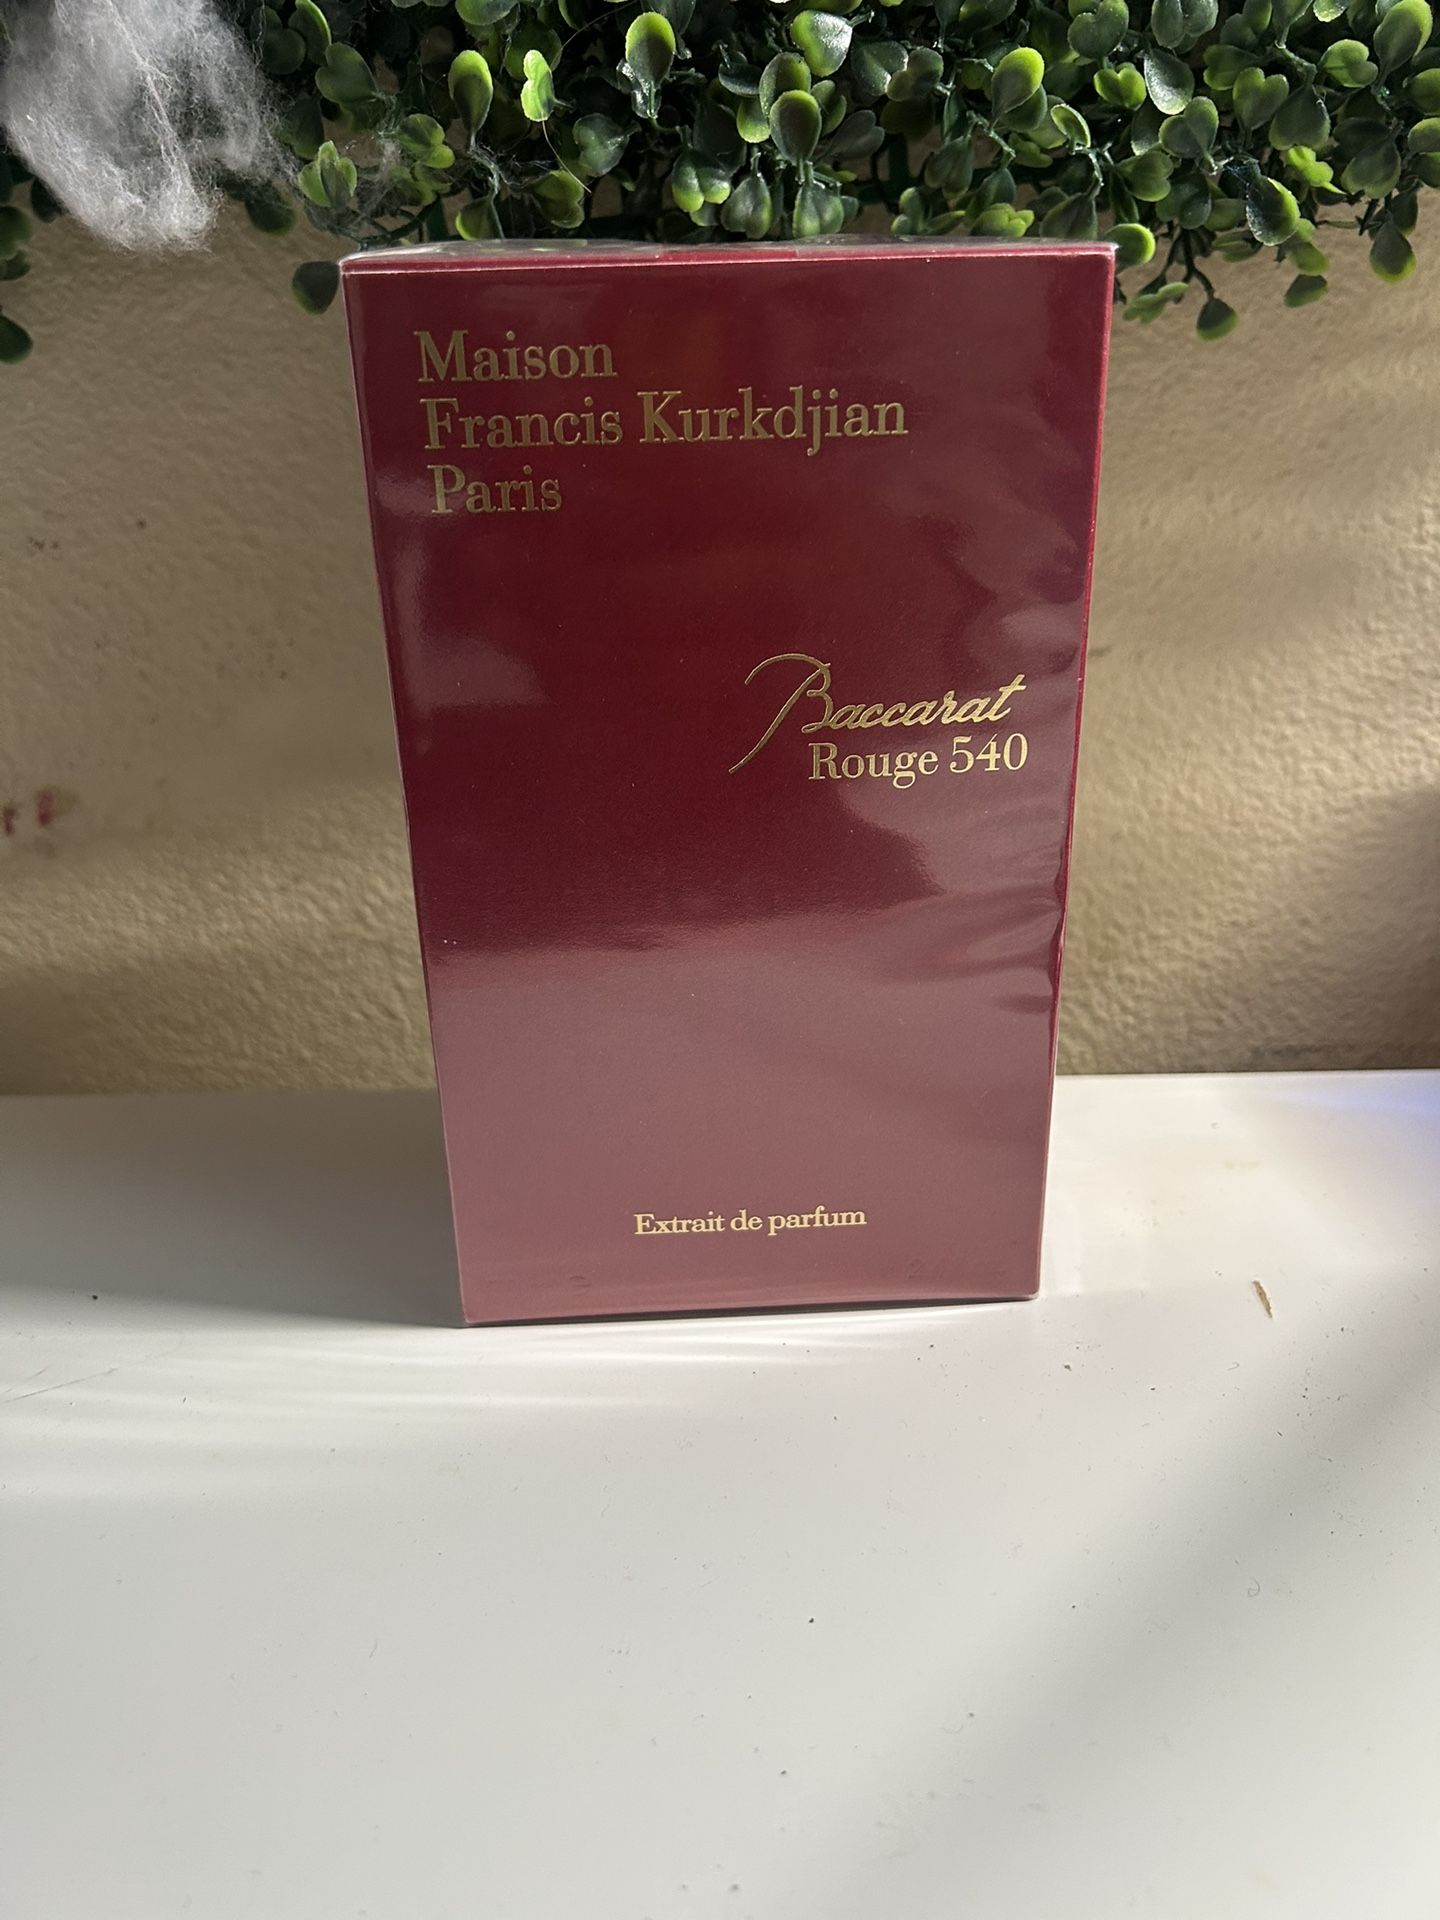 Maison
Francis Kurkdjian
Paris
Baccarat
Rouge 540
Extrait de parfum